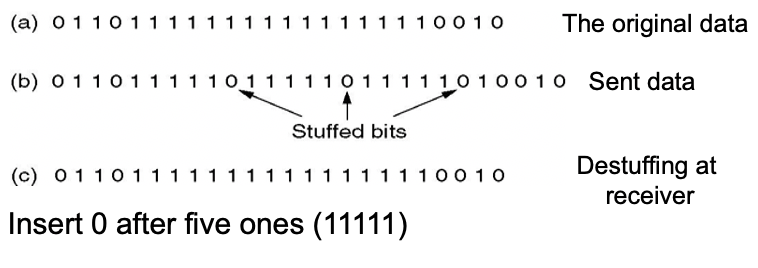 (a) 0 1 1 0 1 1 1 1 1 1 1 1 1 1 1 1 1 1 1 1 0 0 1 0 The original data
(b) 0 1 1 0 1 1 1 1 1 0 1 1 1 1 1 0 1 1 1 1 1 0 1 0 0 1 0 Sent data
Stuffed bits
(c) 0 1 1 0 1 1 1 1 1 1 1 1 1 1 1 1 1 1 1 1 0 0 1 0 Destuffing at
receiver
Insert 0 after five ones (11111)